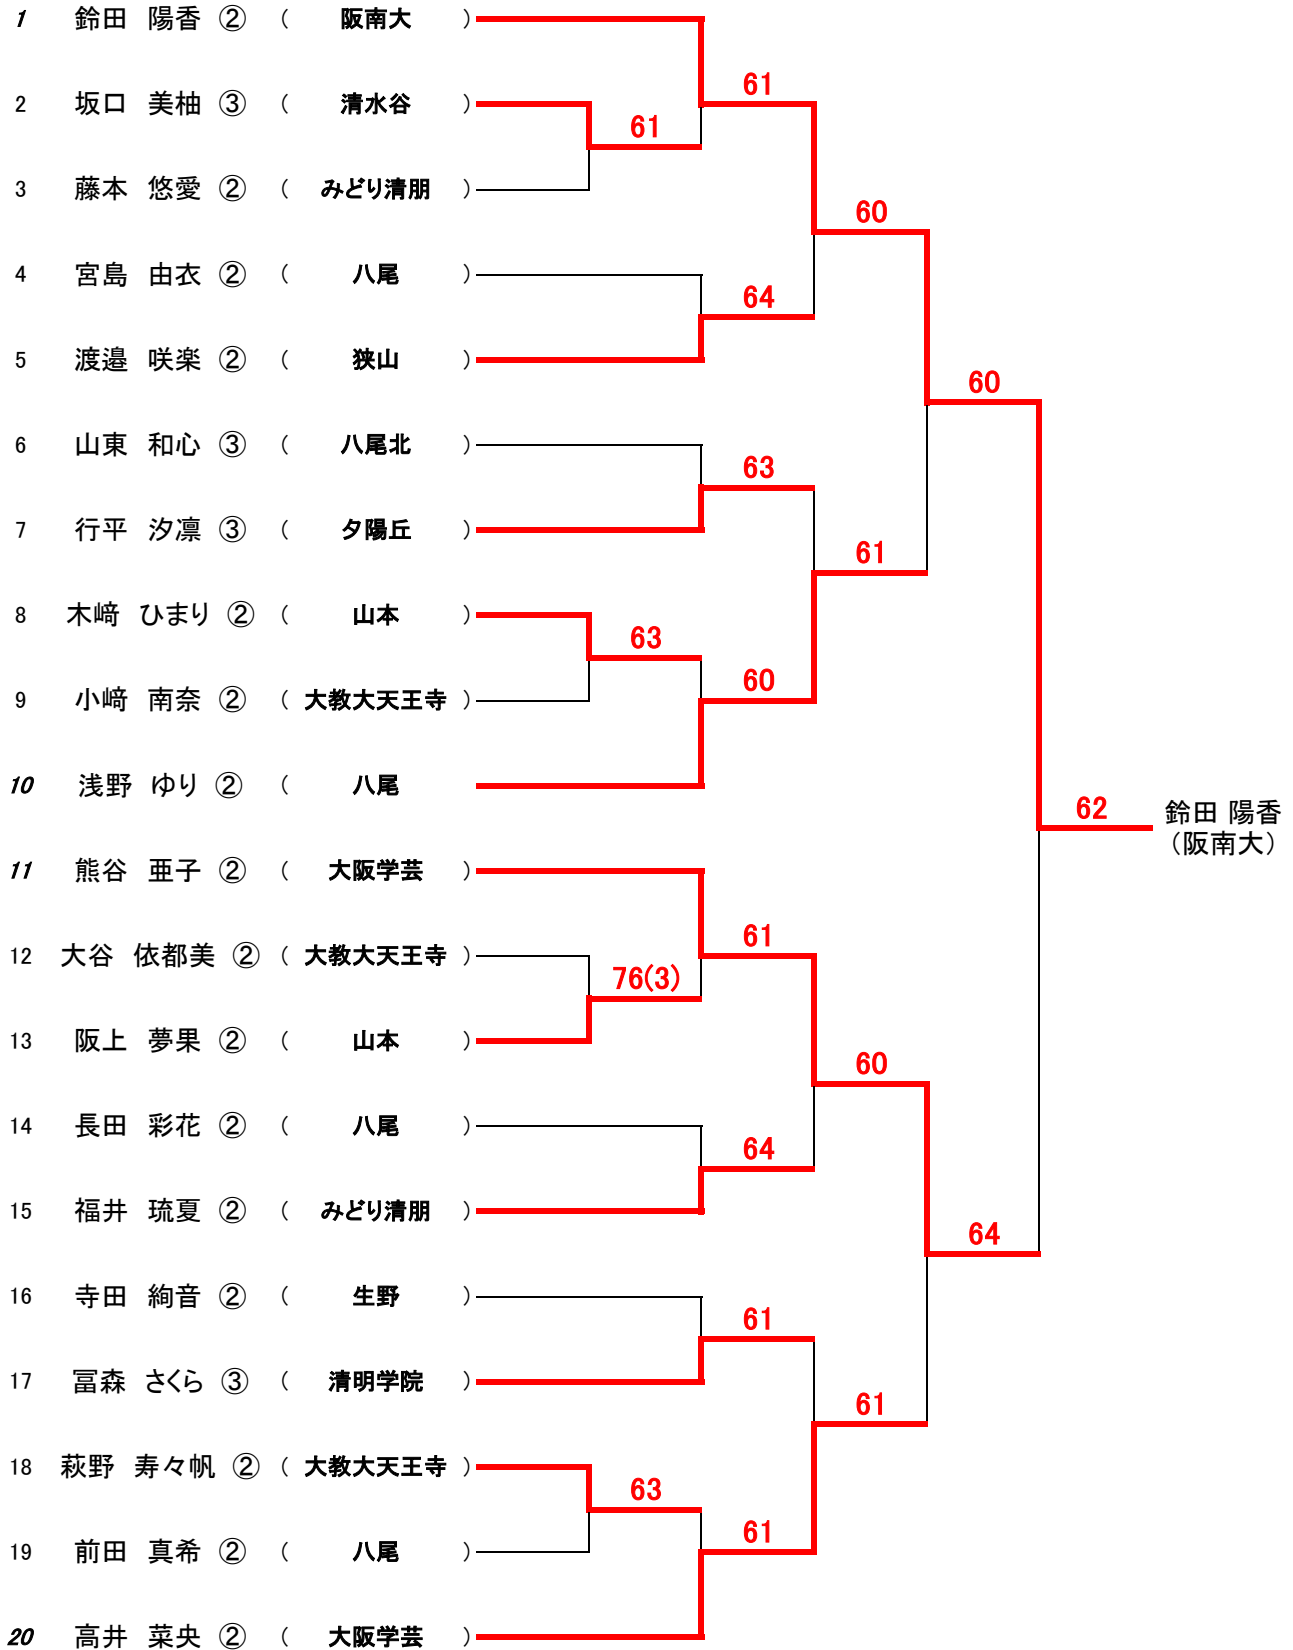 1 鈴田 陽香 ② ( 阪南大 )
61
2 坂口 美柚 ③ ( 清水谷 )
61
3 藤本 悠愛 ② ( みどり清朋 )
60
4 宮島 由衣 ② ( 八尾 )
64
5 渡邉 咲楽 ② ( 狭山 )
60
6 山東 和心 ③ ( 八尾北 )
63
7 行平 汐凛 ③ ( 夕陽丘 )
61
8 木﨑 ひまり ② ( 山本 )
63
9 小﨑 南奈 ② ( 大教大天王寺 )
60
10 浅野 ゆり ② ( 八尾 )
62
鈴田 陽香
(阪南大)
11 熊谷 亜子 ② ( 大阪学芸 )
61
12 大谷 依都美 ② ( 大教大天王寺 )
76(3)
13 阪上 夢果 ② ( 山本 )
60
14 長田 彩花 ② ( 八尾 )
64
15 福井 琉夏 ② ( みどり清朋 )
64
16 寺田 絢音 ② ( 生野 )
61
17 冨森 さくら ③ ( 清明学院 )
61
18 萩野 寿々帆 ② ( 大教大天王寺 )
63
19 前田 真希 ② ( 八尾 )
61
20 高井 菜央 ② ( 大阪学芸 )